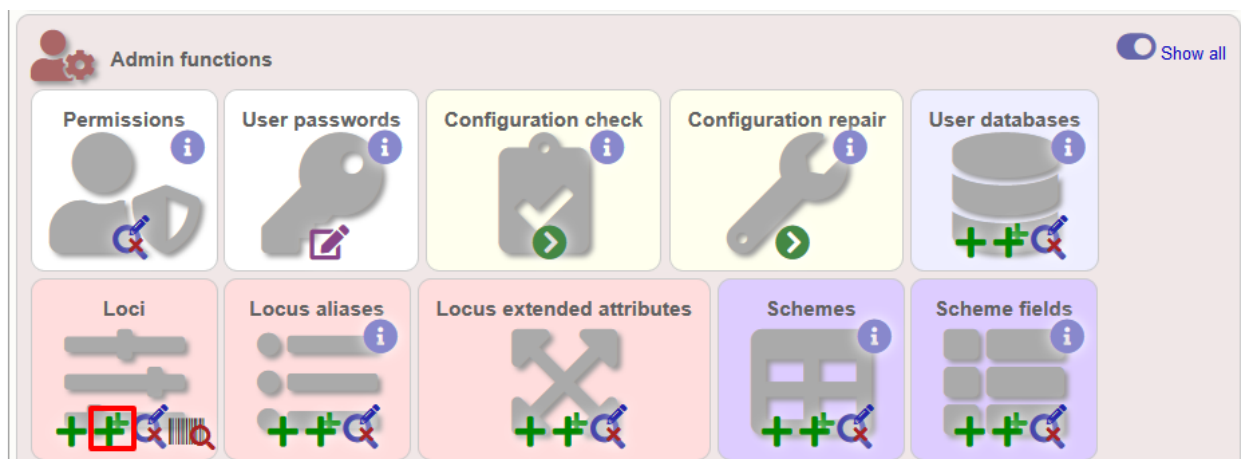 Admin functions
Show all
Permissions
User passwords
Configuration check
Configuration repair
User databases
Loci
Locus aliases
Locus extended attributes
Schemes
Scheme fields